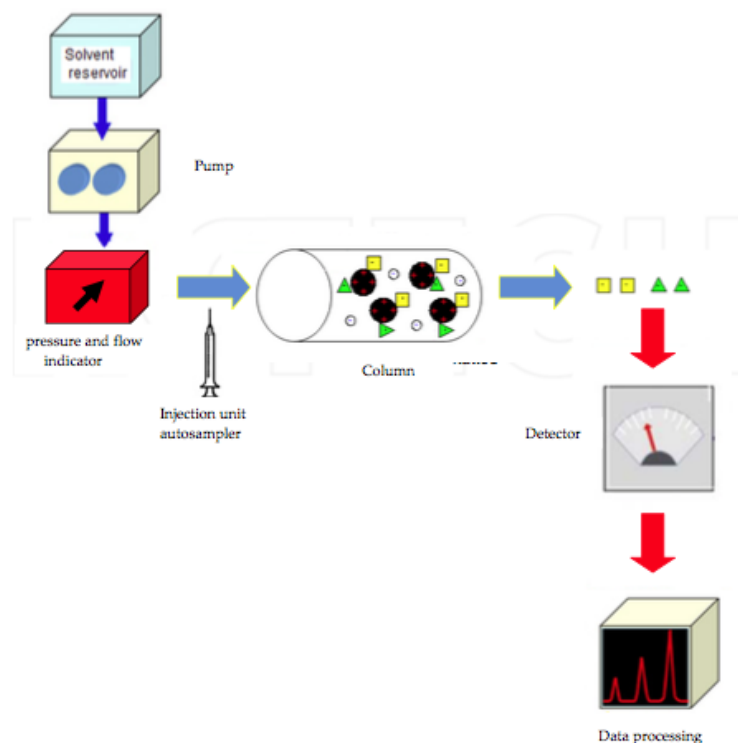 Solvent
reservoir
Pump
pressure and flow
indicator
Injection unit
autosampler
Column
Detector
Data processing